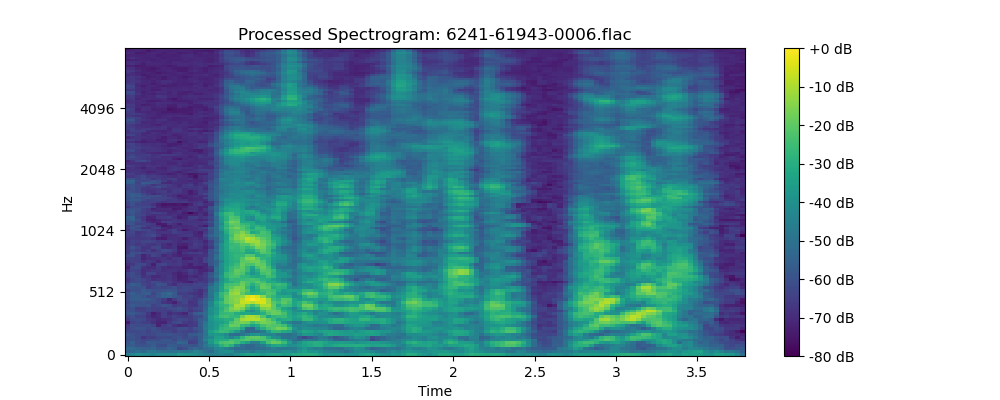 Processed Spectrogram: 6241-61943-0006.flac
Hz
4096
2048
1024
512
0
0
0.5
1
1.5
2
2.5
3
3.5
Time
+0 dB
-10 dB
-20 dB
-30 dB
-40 dB
-50 dB
-60 dB
-70 dB
-80 dB